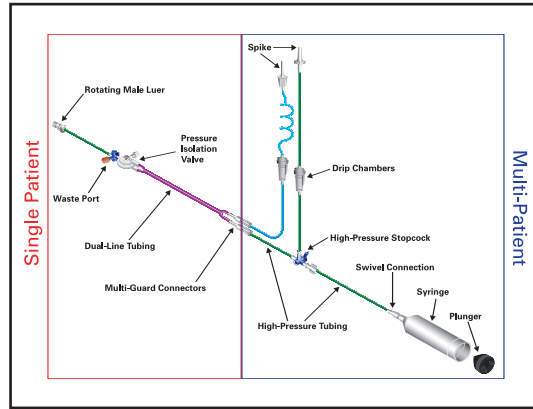 Spike
Rotating Male Luer
Pressure
Isolation
Valve
Waste Port
Drip Chambers
Dual-Line Tubing
High-Pressure Stopcock
Multi-Guard Connectors
Swivel Connection
Syringe
High-Pressure Tubing
Plunger
Single Patient
Multi-Patient